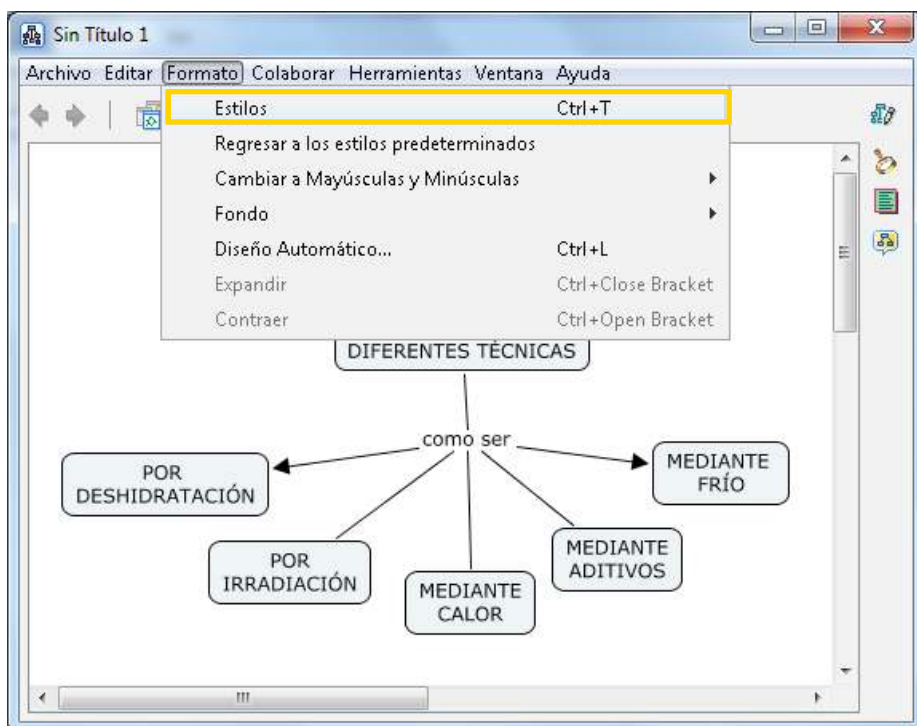 Sin Título 1
Archivo Editar Formato Colaborar Herramientas Ventana Ayuda
Estilos Ctrl+T
Regresar a los estilos predeterminados
Cambiar a Mayúsculas y Minúsculas
Fondo
Diseño Automático... Ctrl+L
Expandir Ctrl+Close Bracket
Contraer Ctrl+Open Bracket
DIFERENTES TÉCNICAS
como ser
POR
DESHIDRATACIÓN
MEDIANTE
FRÍO
POR
IRRADIACIÓN
MEDIANTE
CALOR
MEDIANTE
ADITIVOS